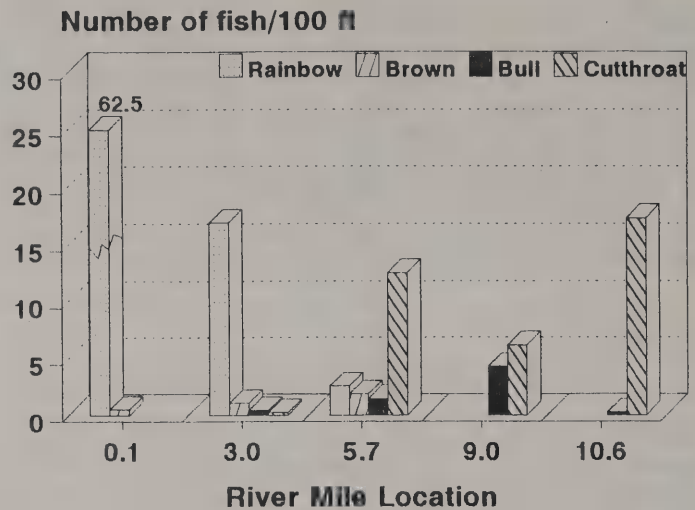 Number of fish/100 ft
Rainbow Brown Bull Cutthroat
30
62.5
25
20
15
10
5
0
0.1 3.0 5.7 9.0 10.6
River Mile Location